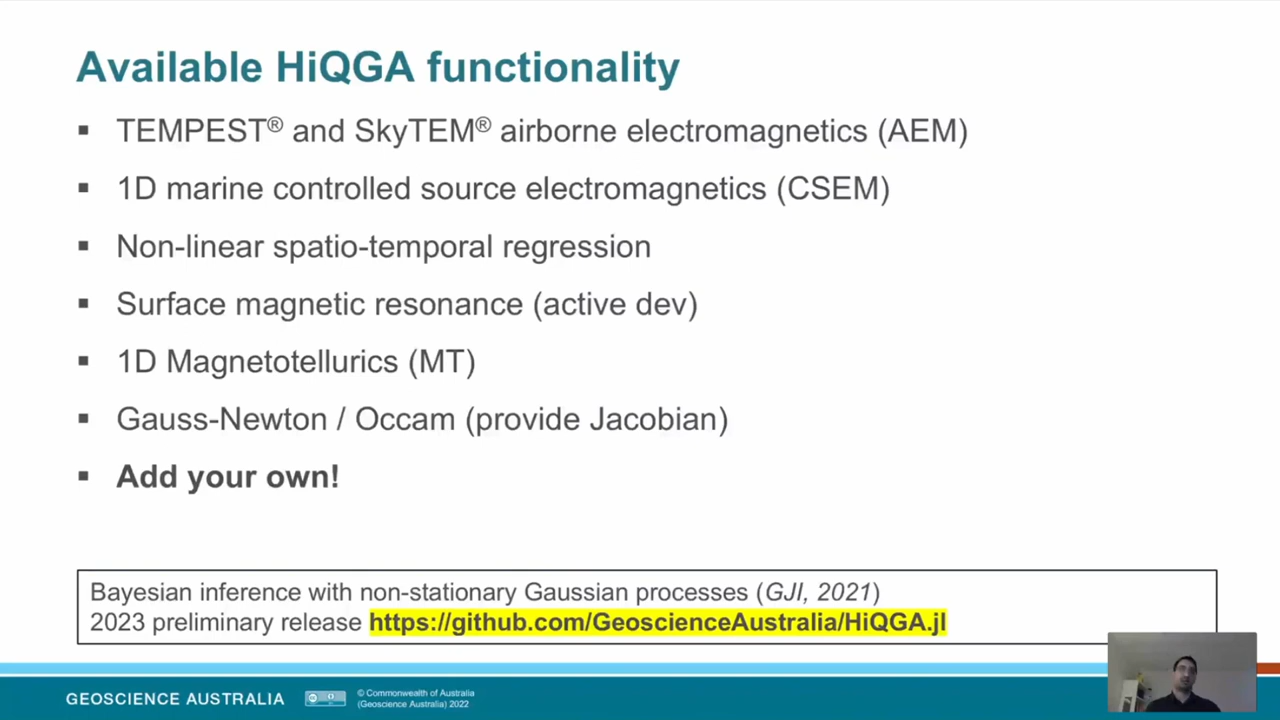 Available HiQGA functionality
▪ TEMPEST® and SkyTEM® airborne electromagnetics (AEM)
▪ 1D marine controlled source electromagnetics (CSEM)
▪ Non-linear spatio-temporal regression
▪ Surface magnetic resonance (active dev)
▪ 1D Magnetotellurics (MT)
▪ Gauss-Newton / Occam (provide Jacobian)
▪ Add your own!
Bayesian inference with non-stationary Gaussian processes (GJI, 2021)
2023 preliminary release https://github.com/GeoscienceAustralia/HiQGA.jl
GEOSCIENCE AUSTRALIA
© Commonwealth of Australia
(Geoscience Australia) 2022